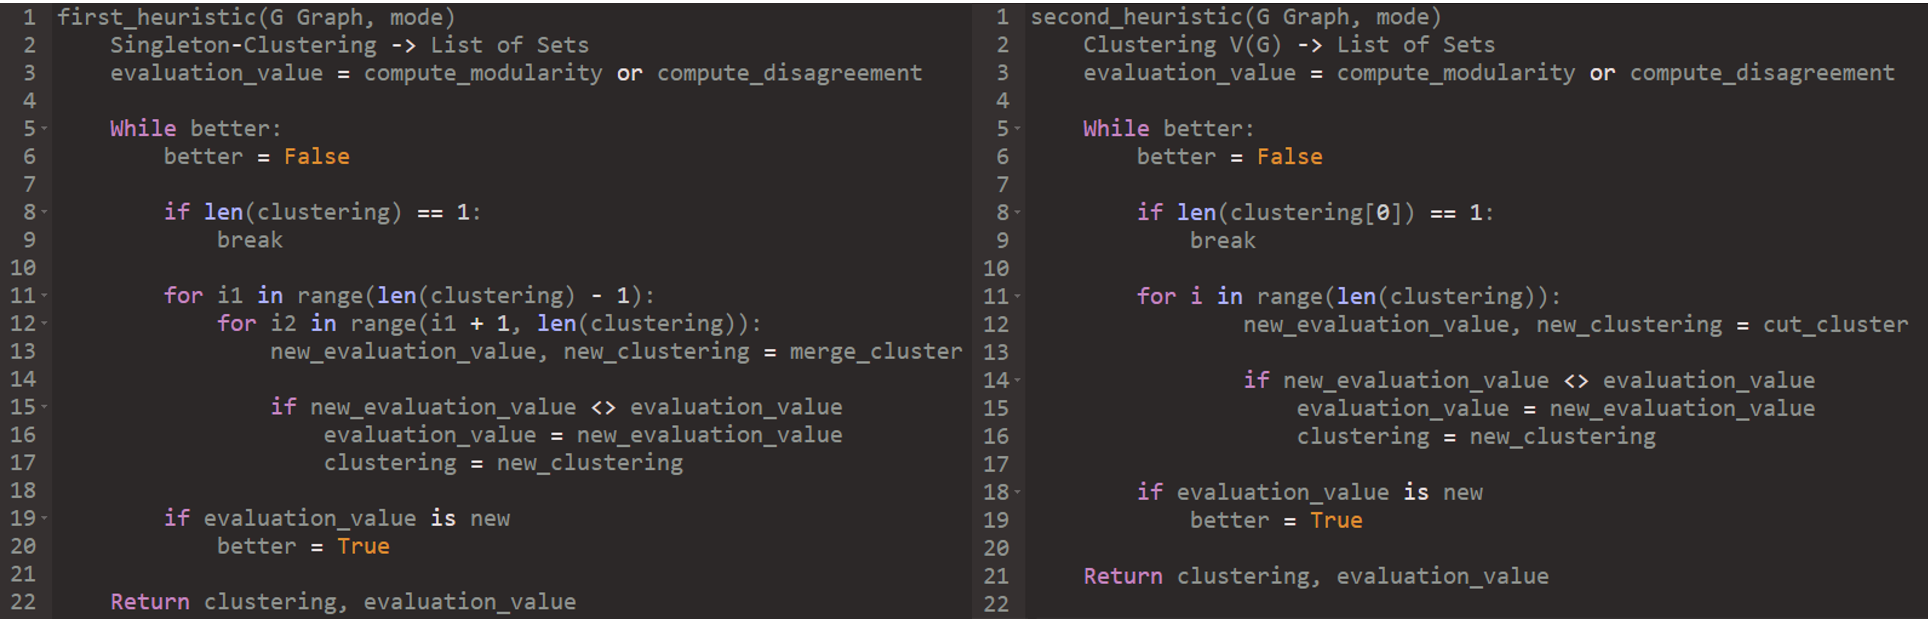 1 first_heuristic(G Graph, mode)
2 Singleton-Clustering -> List of Sets
3 evaluation_value = compute_modularity or compute_disagreement
4
5 While better:
6 better = False
7
8 if len(clustering) == 1:
9 break
10
11 for i1 in range(len(clustering) - 1):
12 for i2 in range(i1 + 1, len(clustering)):
13 new_evaluation_value, new_clustering = merge_cluster
14
15 if new_evaluation_value <> evaluation_value
16 evaluation_value = new_evaluation_value
17 clustering = new_clustering
18
19 if evaluation_value is new
20 better = True
21
22 Return clustering, evaluation_value
1 second_heuristic(G Graph, mode)
2 Clustering V(G) -> List of Sets
3 evaluation_value = compute_modularity or compute_disagreement
4
5 While better:
6 better = False
7
8 if len(clustering[0]) == 1:
9 break
10
11 for i in range(len(clustering)):
12 new_evaluation_value, new_clustering = cut_cluster
13
14 if new_evaluation_value <> evaluation_value
15 evaluation_value = new_evaluation_value
16 clustering = new_clustering
17
18 if evaluation_value is new
19 better = True
20
21 Return clustering, evaluation_value
22